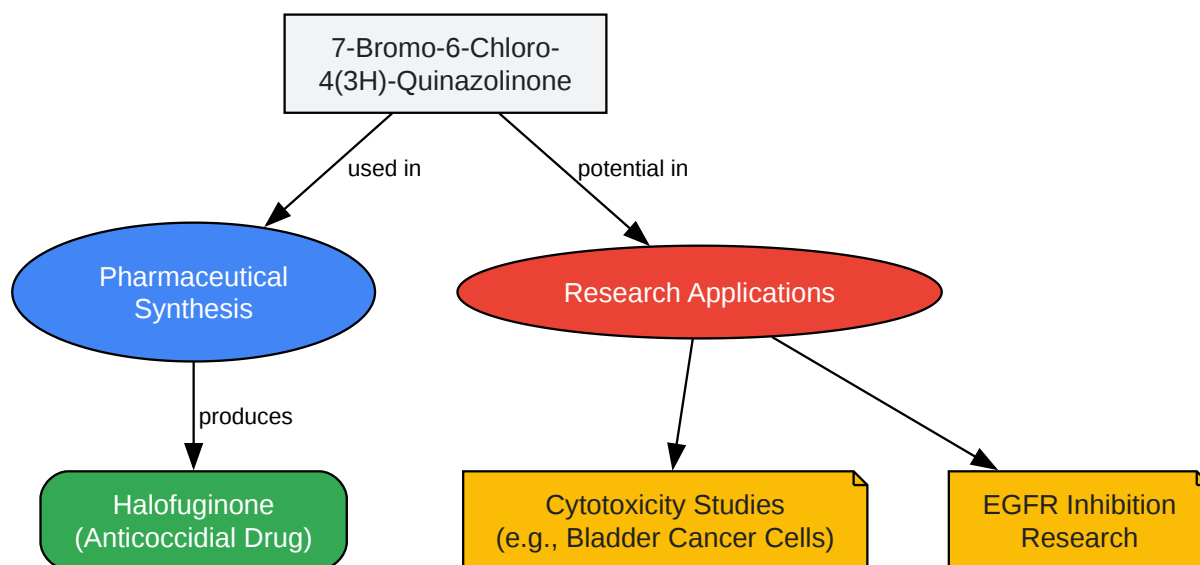 7-Bromo-6-Chloro-
4(3H)-Quinazolinone
used in
potential in
Pharmaceutical
Synthesis
Research Applications
produces
Halofuginone
(Anticoccidial Drug)
Cytotoxicity Studies
(e.g., Bladder Cancer Cells)
EGFR Inhibition
Research